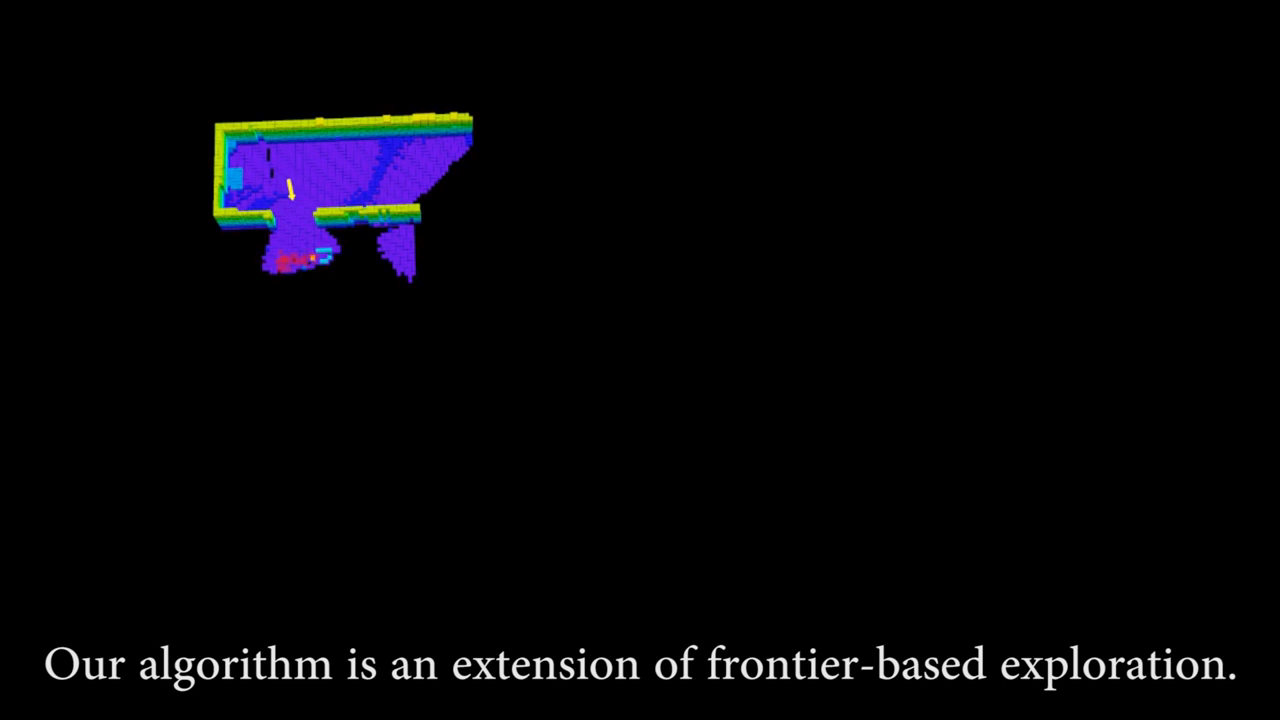 Our algorithm is an extension of frontier-based exploration.